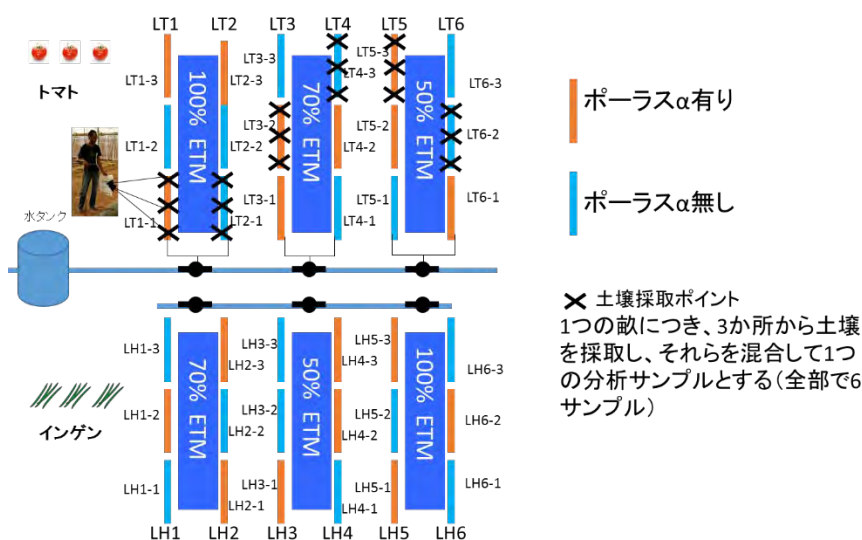 LT1
LT2
LT3
LT4
LT5
LT6
トマト
LT1-3
LT2-3
LT3-3
LT4-3
LT5-3
LT6-3
LT1-2
LT2-2
LT3-2
LT4-2
LT5-2
LT6-2
LT1-1
LT2-1
LT3-1
LT4-1
LT5-1
LT6-1
100% ETM
70% ETM
50% ETM
ポーラスα有り
ポーラスα無し
水タンク
土壌採取ポイント
1つの畝につき、3か所から土壌
を採取し、それらを混合して1つ
の分析サンプルとする(全部で6
サンプル)
インゲン
LH1-3
LH2-3
LH3-3
LH4-3
LH5-3
LH6-3
LH1-2
LH2-2
LH3-2
LH4-2
LH5-2
LH6-2
LH1-1
LH2-1
LH3-1
LH4-1
LH5-1
LH6-1
70% ETM
50% ETM
100% ETM
LH1
LH2
LH3
LH4
LH5
LH6